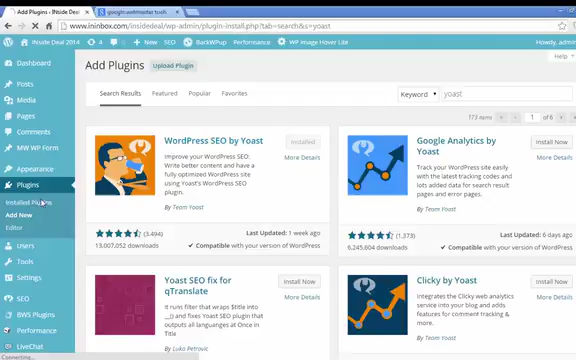 Add Plugins ‹ INside Deal
google webmaster tools
www.ininbox.com/insidedeal/wp-admin/plugin-install.php?tab=search&s=yoast
INside Deal 2014
4
0
New
SEO
BackWPup
Performance
WP Image Hover Lite
Howdy, admin
Help
Dashboard
Posts
Media
Pages
Comments
MW WP Form
Appearance
Plugins
Installed Plugins
Add New
Editor
Users
Tools
Settings
SEO
BWS Plugins
Performance
LiveChat
Connecting...
Add Plugins
Upload Plugin
Search Results
Featured
Popular
Favorites
Keyword
yoast
173 items
«
‹
1
of 6
›
WordPress SEO by Yoast
Installed
More Details
Improve your WordPress SEO:
Write better content and have a
fully optimized WordPress site
using Yoast's WordPress SEO
plugin.
By Team Yoast
(3,494)
13,007,052 downloads
Last Updated: 1 week ago
✔ Compatible with your version of WordPress
Google Analytics by
Yoast
Install Now
More Details
Track your WordPress site easily
with the latest tracking codes and
lots added data for search result
pages and error pages.
By Team Yoast
(1,373)
6,245,604 downloads
Last Updated:
✔ Compatible with your version of WordPress
Yoast SEO fix for
qTranslate
Install Now
More Details
It runs filter that wraps $title into
__() and fixes Yoast SEO plugin
that outputs all languages at Once in
Title
By Luka Petrovic
Clicky by Yoast
Install Now
More Details
Integrates the Clicky web analytics
service into your blog and adds
features for comment tracking &
more.
By Team Yoast